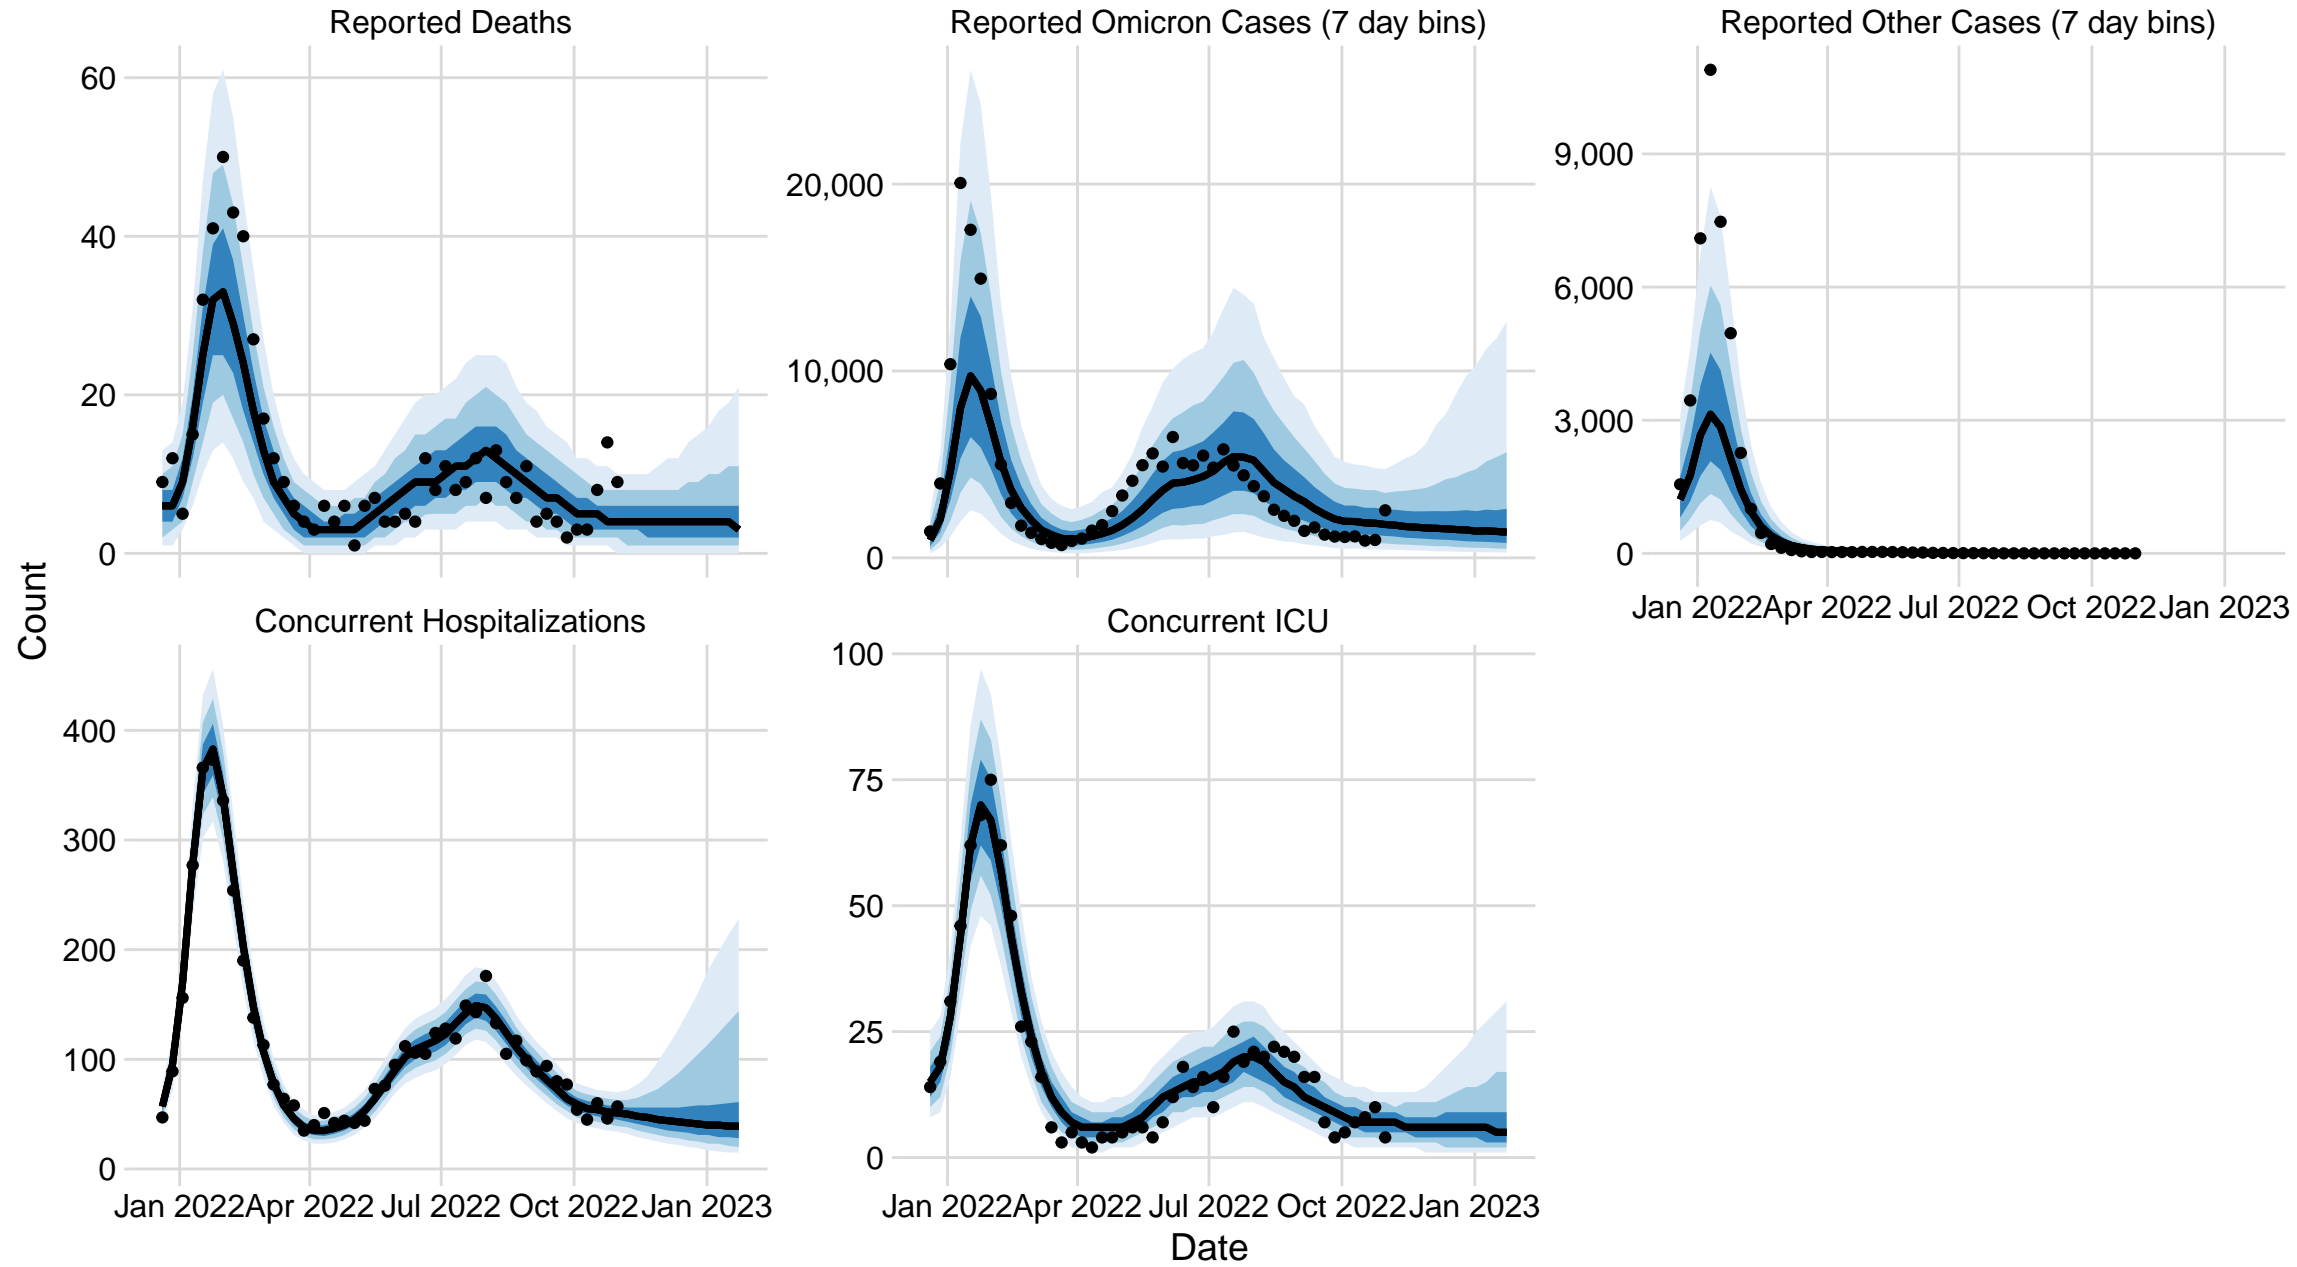 Reported Deaths
Reported Omicron Cases (7 day bins)
Reported Other Cases (7 day bins)
60
40
20
0
20,000
10,000
0
9,000
6,000
3,000
0
Jan 2022 Apr 2022 Jul 2022 Oct 2022 Jan 2023
Count
Concurrent Hospitalizations
Concurrent ICU
400
300
200
100
0
100
75
50
25
0
Jan 2022 Apr 2022 Jul 2022 Oct 2022 Jan 2023
Jan 2022 Apr 2022 Jul 2022 Oct 2022 Jan 2023
Date